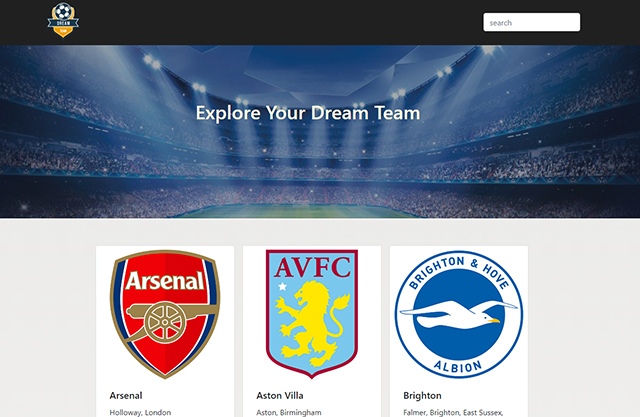 DREAM
TEAM
search
Explore Your Dream Team
Arsenal
AVFC
BRIGHTON & HOVE
ALBION
Arsenal
Aston Villa
Brighton
Holloway, London
Aston, Birmingham
Falmer, Brighton, East Sussex,